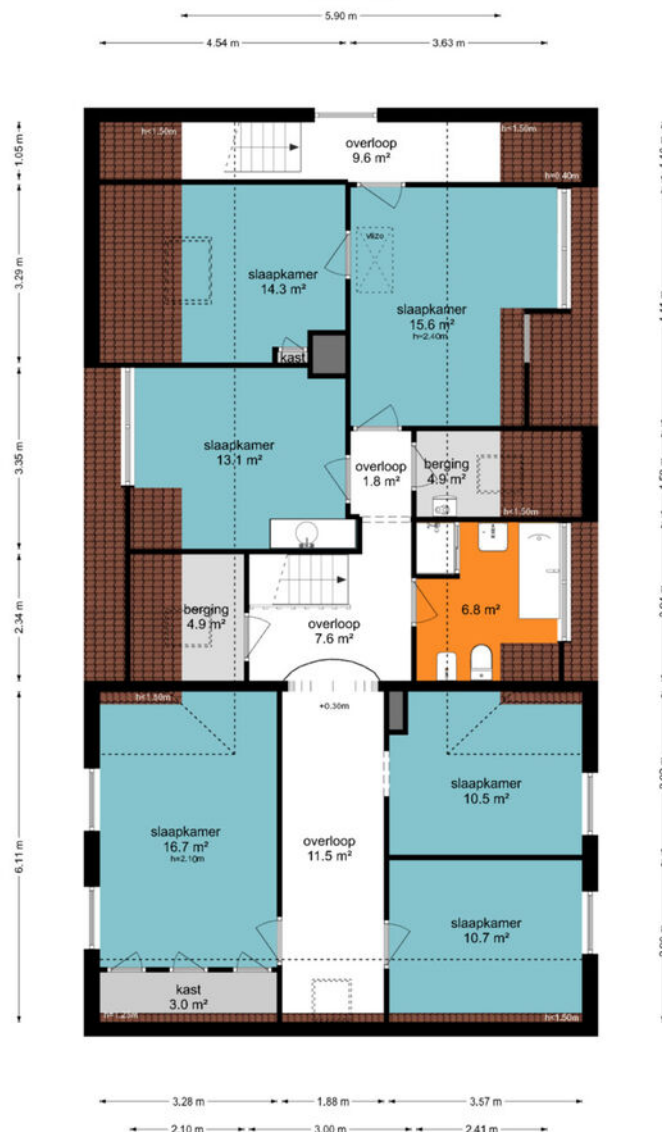 5.90 m
4.54 m
3.63 m
h<1.50m
h<1.50m
overloop
9.6 m²
h=0.40m
1.05 m
3.29 m
vlizo
slaapkamer
14.3 m²
slaapkamer
15.6 m²
h=2.40m
kast
3.35 m
slaapkamer
13.1 m²
overloop
1.8 m²
berging
4.9 m²
h<1.50m
2.34 m
berging
4.9 m²
overloop
7.6 m²
6.8 m²
h<1.50m
+0.30m
6.11 m
slaapkamer
16.7 m²
h=2.10m
overloop
11.5 m²
slaapkamer
10.5 m²
slaapkamer
10.7 m²
kast
3.0 m²
h<1.50m
3.28 m
1.88 m
3.57 m
2.10 m
3.00 m
2.41 m